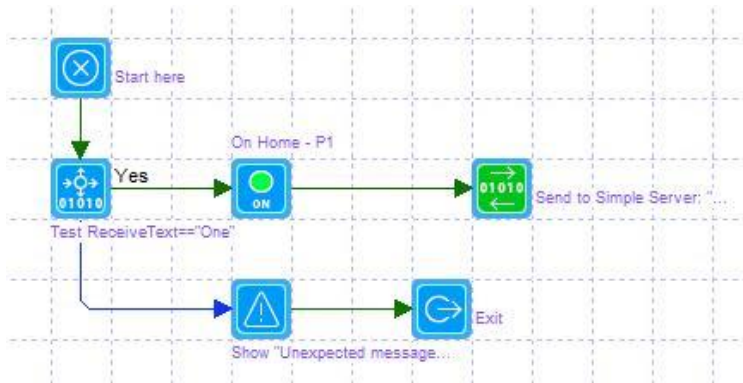 Start here
On Home - P1
Yes
01010
ON
01010
Send to Simple Server: "...
Test ReceiveText=="One"
Exit
Show "Unexpected message...